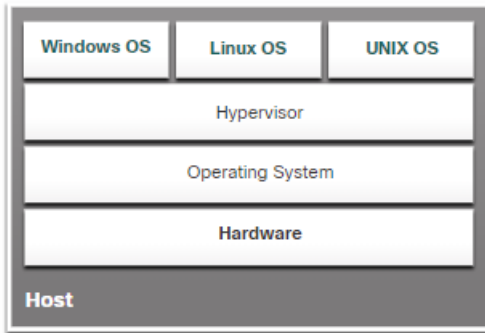 Windows OS Linux OS UNIX OS
Hypervisor
Operating System
Hardware
Host